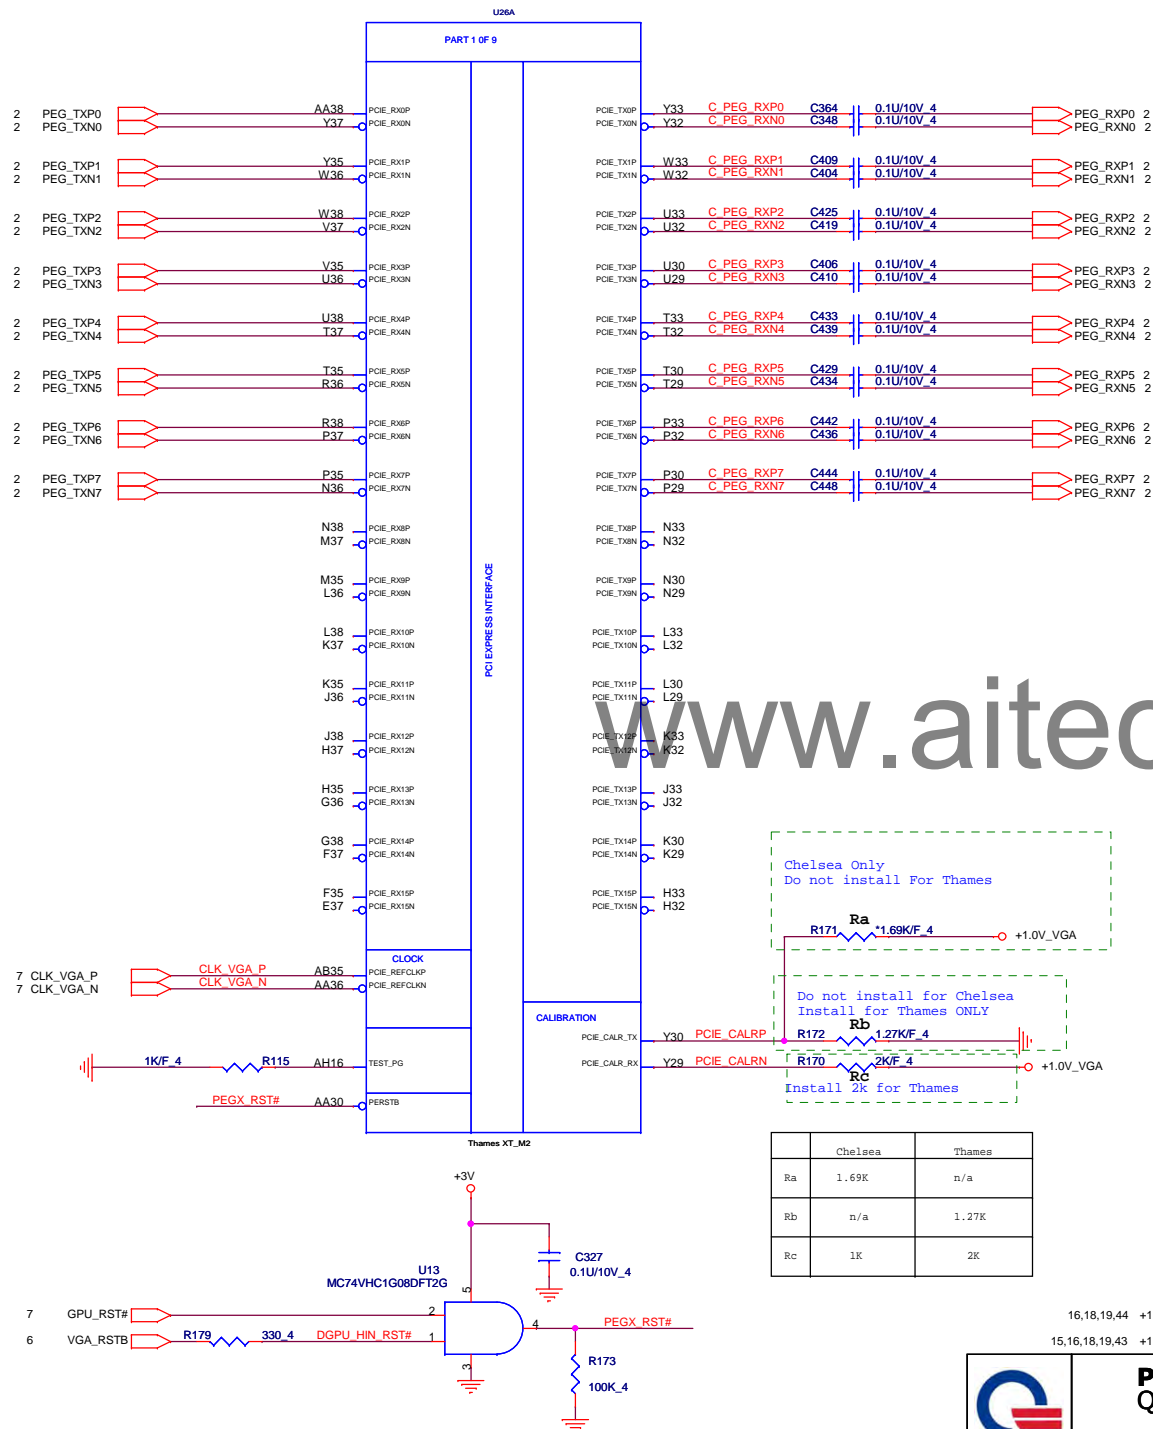 U26A
PART 1 0F 9
2 PEG_TXP0 AA38 PCIE_RX0P PCIE_TX0P Y33 C_PEG_RXP0 C364 0.1U/10V_4 PEG_RXP0 2
2 PEG_TXN0 Y37 PCIE_RX0N PCIE_TX0N Y32 C_PEG_RXN0 C348 0.1U/10V_4 PEG_RXN0 2
2 PEG_TXP1 Y35 PCIE_RX1P PCIE_TX1P W33 C_PEG_RXP1 C409 0.1U/10V_4 PEG_RXP1 2
2 PEG_TXN1 W36 PCIE_RX1N PCIE_TX1N W32 C_PEG_RXN1 C404 0.1U/10V_4 PEG_RXN1 2
2 PEG_TXP2 W38 PCIE_RX2P PCIE_TX2P U33 C_PEG_RXP2 C425 0.1U/10V_4 PEG_RXP2 2
2 PEG_TXN2 V37 PCIE_RX2N PCIE_TX2N U32 C_PEG_RXN2 C419 0.1U/10V_4 PEG_RXN2 2
2 PEG_TXP3 V35 PCIE_RX3P PCIE_TX3P U30 C_PEG_RXP3 C406 0.1U/10V_4 PEG_RXP3 2
2 PEG_TXN3 U36 PCIE_RX3N PCIE_TX3N U29 C_PEG_RXN3 C410 0.1U/10V_4 PEG_RXN3 2
2 PEG_TXP4 U38 PCIE_RX4P PCIE_TX4P T33 C_PEG_RXP4 C433 0.1U/10V_4 PEG_RXP4 2
2 PEG_TXN4 T37 PCIE_RX4N PCIE_TX4N T32 C_PEG_RXN4 C439 0.1U/10V_4 PEG_RXN4 2
2 PEG_TXP5 T35 PCIE_RX5P PCIE_TX5P T30 C_PEG_RXP5 C429 0.1U/10V_4 PEG_RXP5 2
2 PEG_TXN5 R36 PCIE_RX5N PCIE_TX5N T29 C_PEG_RXN5 C434 0.1U/10V_4 PEG_RXN5 2
2 PEG_TXP6 R38 PCIE_RX6P PCIE_TX6P P33 C_PEG_RXP6 C442 0.1U/10V_4 PEG_RXP6 2
2 PEG_TXN6 P37 PCIE_RX6N PCIE_TX6N P32 C_PEG_RXN6 C436 0.1U/10V_4 PEG_RXN6 2
2 PEG_TXP7 P35 PCIE_RX7P PCIE_TX7P P30 C_PEG_RXP7 C444 0.1U/10V_4 PEG_RXP7 2
2 PEG_TXN7 N36 PCIE_RX7N PCIE_TX7N P29 C_PEG_RXN7 C448 0.1U/10V_4 PEG_RXN7 2
N38 PCIE_RX8P PCIE_TX8P N33
M37 PCIE_RX8N PCIE_TX8N N32
M35 PCIE_RX9P PCIE_TX9P N30
L36 PCIE_RX9N PCIE_TX9N N29
PCI EXPRESS INTERFACE
L38 PCIE_RX10P PCIE_TX10P L33
K37 PCIE_RX10N PCIE_TX10N L32
K35 PCIE_RX11P PCIE_TX11P L30
J36 PCIE_RX11N PCIE_TX11N L29
www.aitec
J38 PCIE_RX12P PCIE_TX12P K33
H37 PCIE_RX12N PCIE_TX12N K32
H35 PCIE_RX13P PCIE_TX13P J33
G36 PCIE_RX13N PCIE_TX13N J32
G38 PCIE_RX14P PCIE_TX14P K30
F37 PCIE_RX14N PCIE_TX14N K29
F35 PCIE_RX15P PCIE_TX15P H33
E37 PCIE_RX15N PCIE_TX15N H32
Chelsea Only
Do not install For Thames
Ra
R171 *1.69K/F_4 +1.0V_VGA
CLOCK
7 CLK_VGA_P CLK_VGA_P AB35 PCIE_REFCLKP
7 CLK_VGA_N CLK_VGA_N AA36 PCIE_REFCLKN
Do not install for Chelsea
Install for Thames ONLY
CALIBRATION
Rb
PCIE_CALR_TX Y30 PCIE_CALRP R172 1.27K/F_4
1K/F_4 R115 AH16 TEST_PG PCIE_CALR_RX Y29 PCIE_CALRN R170 2K/F_4 +1.0V_VGA
Rc
Install 2k for Thames
PEGX_RST# AA30 PERSTB
Thames XT_M2
Chelsea Thames
Ra 1.69K n/a
Rb n/a 1.27K
Rc 1K 2K
+3V
C327
0.1U/10V_4
U13
MC74VHC1G08DFT2G
5
7 GPU_RST# 2
4 PEGX_RST#
6 VGA_RSTB R179 330_4 DGPU_HIN_RST# 1
3
R173
100K_4
16,18,19,44 +1
15,16,18,19,43 +1
P
Q